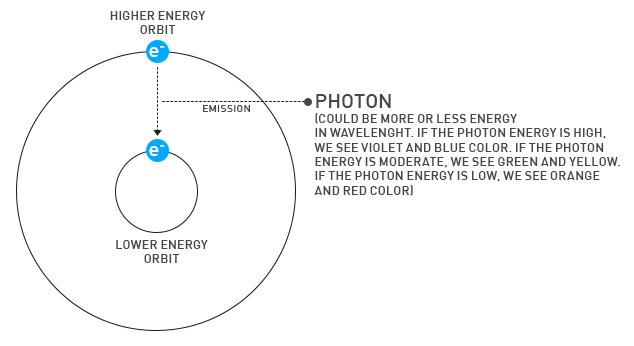 HIGHER ENERGY
ORBIT
e-
EMISSION
PHOTON
(COULD BE MORE OR LESS ENERGY
IN WAVELENGHT. IF THE PHOTON ENERGY IS HIGH,
WE SEE VIOLET AND BLUE COLOR. IF THE PHOTON
ENERGY IS MODERATE, WE SEE GREEN AND YELLOW.
IF THE PHOTON ENERGY IS LOW, WE SEE ORANGE
AND RED COLOR)
e-
LOWER ENERGY
ORBIT